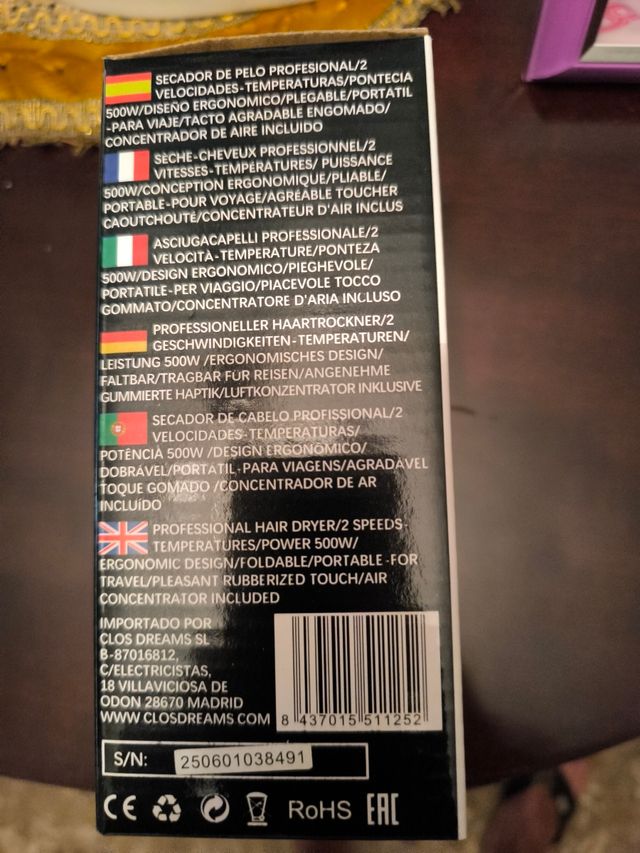 SECADOR DE PELO PROFESIONAL/2
VELOCIDADES-TEMPERATURAS/PONTECIA
500W/DISEÑO ERGONOMICO/PLEGABLE/PORTATIL
-PARA VIAJE/TACTO AGRADABLE ENGOMADO/
CONCENTRADOR DE AIRE INCLUIDO
SÈCHE-CHEVEUX PROFESSIONNEL/2
VITESSES-TEMPÉRATURES/ PUISSANCE
500W/CONCEPTION ERGONOMIQUE/PLIABLE/
PORTABLE-POUR VOYAGE/AGRÉABLE TOUCHER
CAOUTCHOUTÉ/CONCENTRATEUR D'AIR INCLUS
ASCIUGACAPELLI PROFESSIONALE/2
VELOCITÀ-TEMPERATURE/PONTEZA
500W/DESIGN ERGONOMICO/PIEGHEVOLE/
PORTATILE-PER VIAGGIO/PIACEVOLE TOCCO
GOMMATO/CONCENTRATORE D'ARIA INCLUSO
PROFESSIONELLER HAARTROCKNER/2
GESCHWINDIGKEITEN-TEMPERATUREN/
LEISTUNG 500W /ERGONOMISCHES DESIGN/
FALTBAR/TRAGBAR FÜR REISEN/ANGENEHME
GUMMIERTE HAPTIK/LUFTKONZENTRATOR INKLUSIVE
SECADOR DE CABELO PROFISSIONAL/2
VELOCIDADES-TEMPERATURAS/
POTÊNCIA 500W /DESIGN ERGONÓMICO/
DOBRÁVEL/PORTÁTIL-PARA VIAGENS/AGRADÁVEL
TOQUE GOMADO /CONCENTRADOR DE AR
INCLUÍDO
PROFESSIONAL HAIR DRYER/2 SPEEDS-
TEMPERATURES/POWER 500W/
ERGONOMIC DESIGN/FOLDABLE/PORTABLE -FOR
TRAVEL/PLEASANT RUBBERIZED TOUCH/AIR
CONCENTRATOR INCLUDED
IMPORTADO POR
CLOS DREAMS SL
B-87016812,
C/ELECTRICISTAS,
18 VILLAVICIOSA DE
ODON 28670 MADRID
WWW CLOSDREAMS COM
8 437015 511252
S/N: 250601038491
CE RoHS EAC